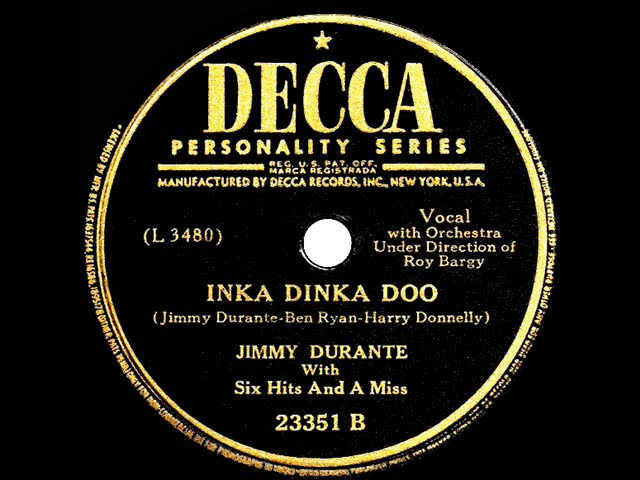 DECCA
PERSONALITY SERIES
REG. U.S. PAT. OFF.
MARCA REGISTRADA
MANUFACTURED BY DECCA RECORDS, INC., NEW YORK, U.S.A.
(L 3480)
Vocal
with Orchestra
Under Direction of
Roy Bargy
INKA DINKA DOO
(Jimmy Durante-Ben Ryan-Harry Donnelly)
JIMMY DURANTE
With
Six Hits And A Miss
23351 B